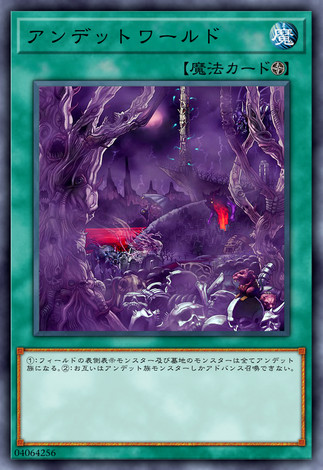 アンデットワールド
魔
【魔法カード】
①:フィールドの表側表示モンスター及び墓地のモンスターは全てアンデット
族になる。②:お互いはアンデット族モンスターしかアドバンス召喚できない。
04064256